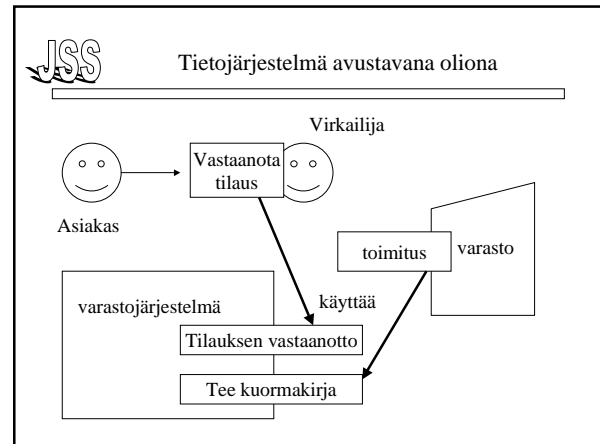 JSS
Tietojärjestelmä avustavana oliona
Virkailija
Vastaanota
tilaus
Asiakas
toimitus
varasto
varastojärjestelmä
käyttää
Tilauksen vastaanotto
Tee kuormakirja